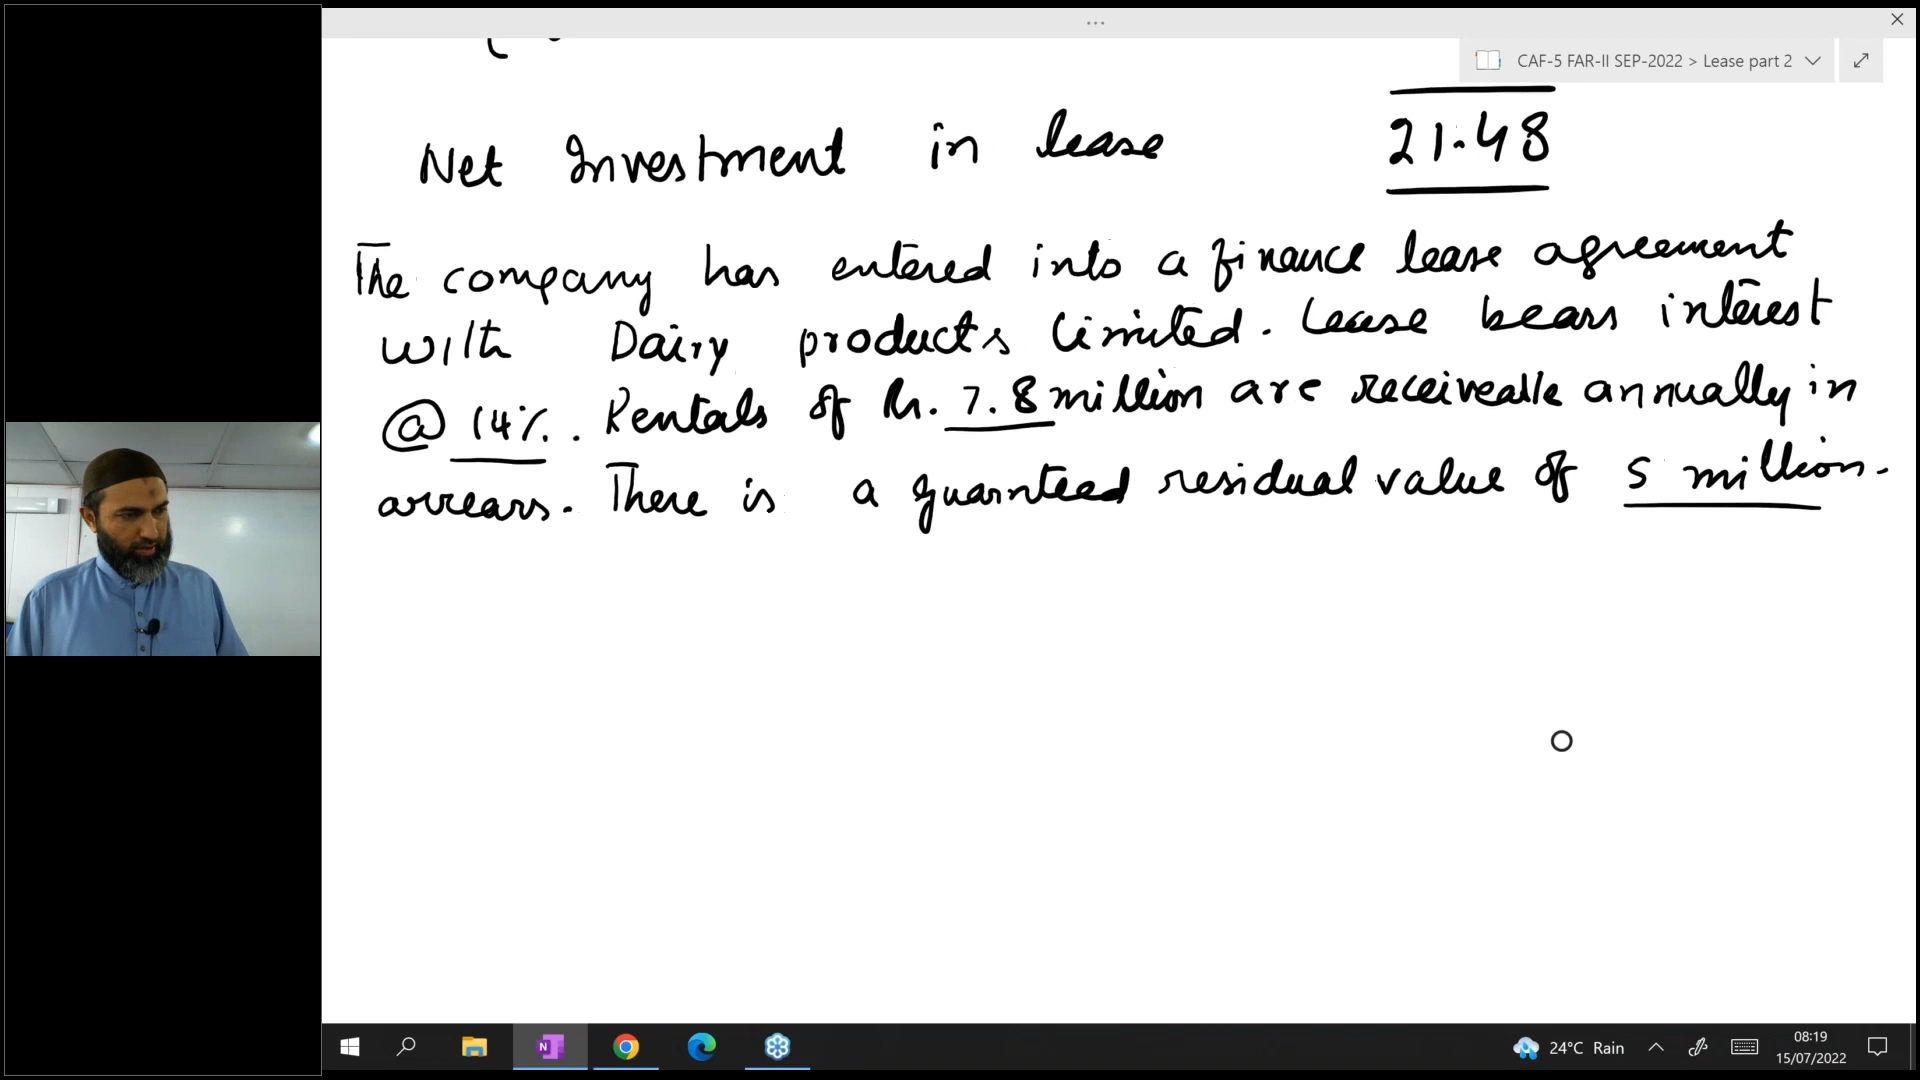 CAF-5 FAR-II SEP-2022 > Lease part 2
Net Investment in lease 21.48
The company has entered into a finance lease agreement
with Dairy products limited. Lease bears interest
@ 14%. Rentals of Rs. 7.8 million are receiveable annually in
arrears. There is a guarnteed residual value of 5 million.
24°C Rain
08:19
15/07/2022